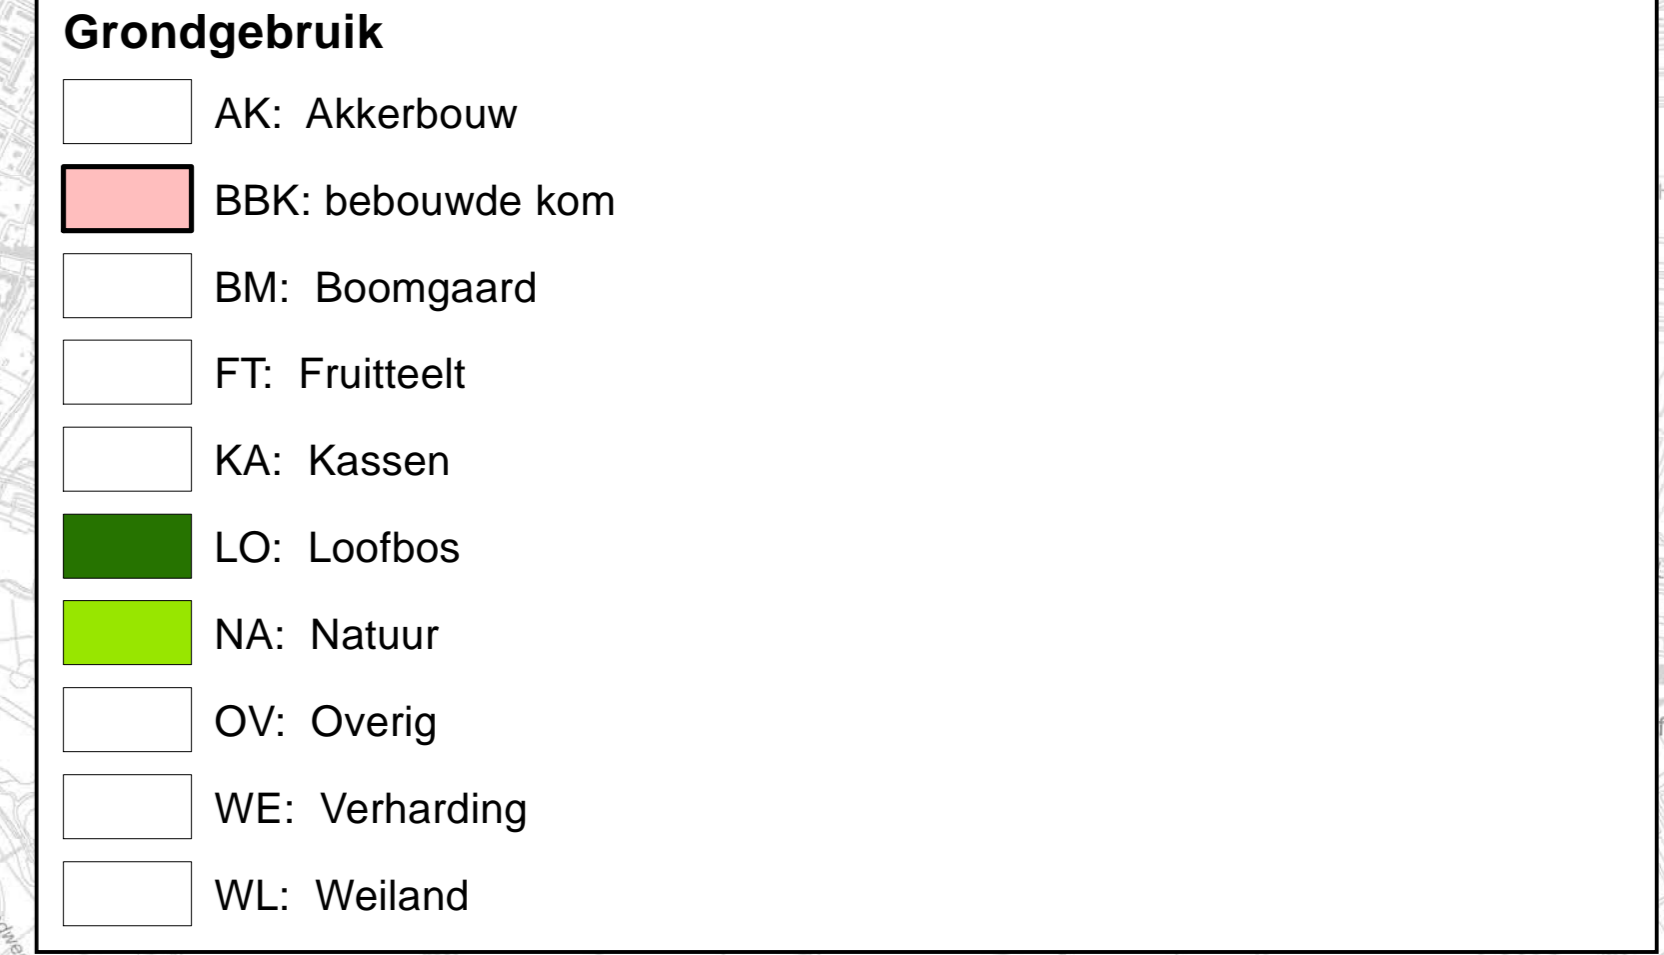 Grondgebruik
AK: Akkerbouw
BBK: bebouwde kom
BM: Boomgaard
FT: Fruitteelt
KA: Kassen
LO: Loofbos
NA: Natuur
OV: Overig
WE: Verharding
WL: Weiland